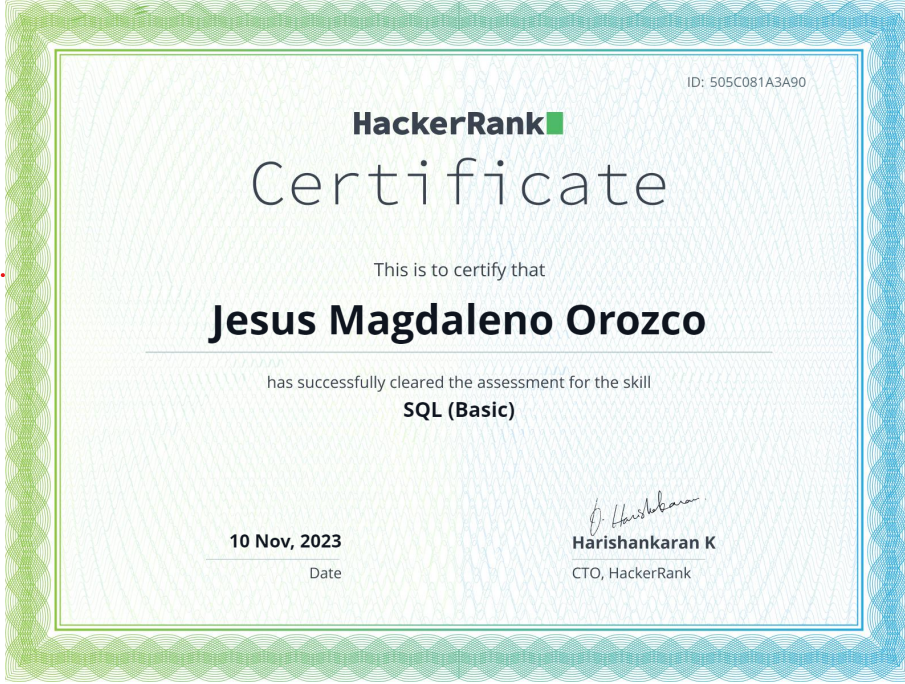 ID: 505C081A3A90
HackerRank
Certificate
This is to certify that
Jesus Magdaleno Orozco
has successfully cleared the assessment for the skill
SQL (Basic)
10 Nov, 2023
Date
O. Harishankaran
Harishankaran K
CTO, HackerRank